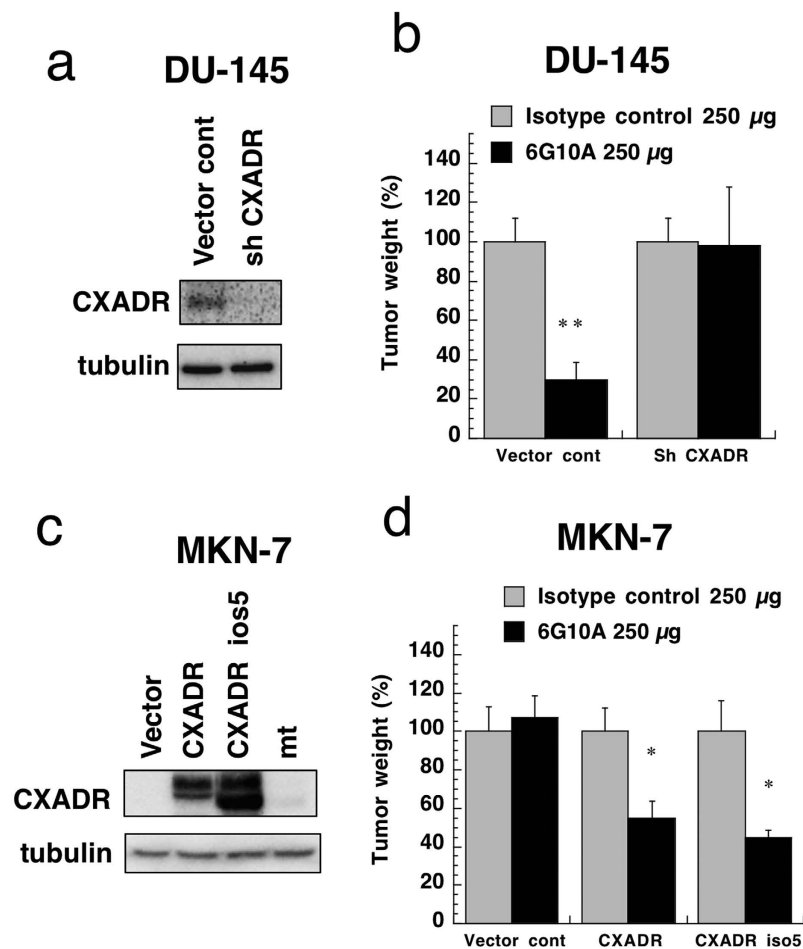 a
DU-145
Vector cont
sh CXADR
CXADR
tubulin
b
DU-145
Isotype control 250 µg
6G10A 250 µg
Tumor weight (%)
140
120
100
80
60
40
20
0
**
Vector cont
Sh CXADR
c
MKN-7
Vector
CXADR
CXADR ios5
mt
CXADR
tubulin
d
MKN-7
Isotype control 250 µg
6G10A 250 µg
Tumor weight (%)
140
120
100
80
60
40
20
0
*
*
Vector cont
CXADR
CXADR iso5